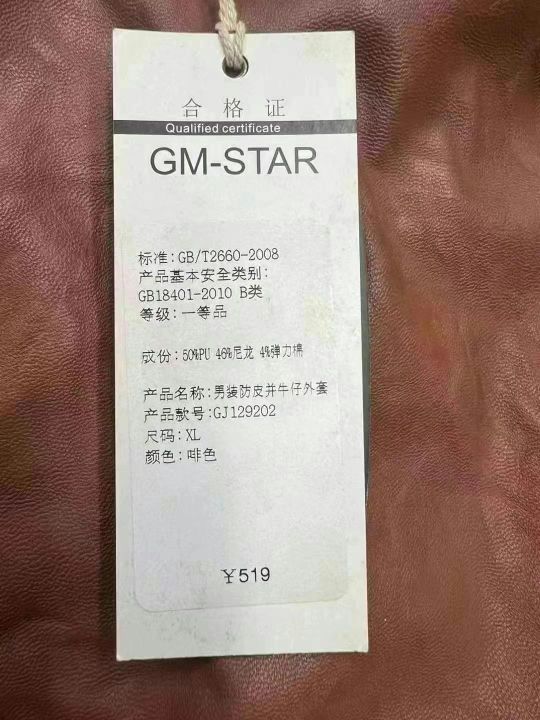 合格证
Qualified certificate
GM-STAR
标准:GB/T2660-2008
产品基本安全类别:
GB18401-2010 B类
等级:一等品
成份:50%PU 46%尼龙 4%弹力棉
产品名称:男装防皮并牛仔外套
产品款号:GJ129202
尺码:XL
颜色:啡色
￥519